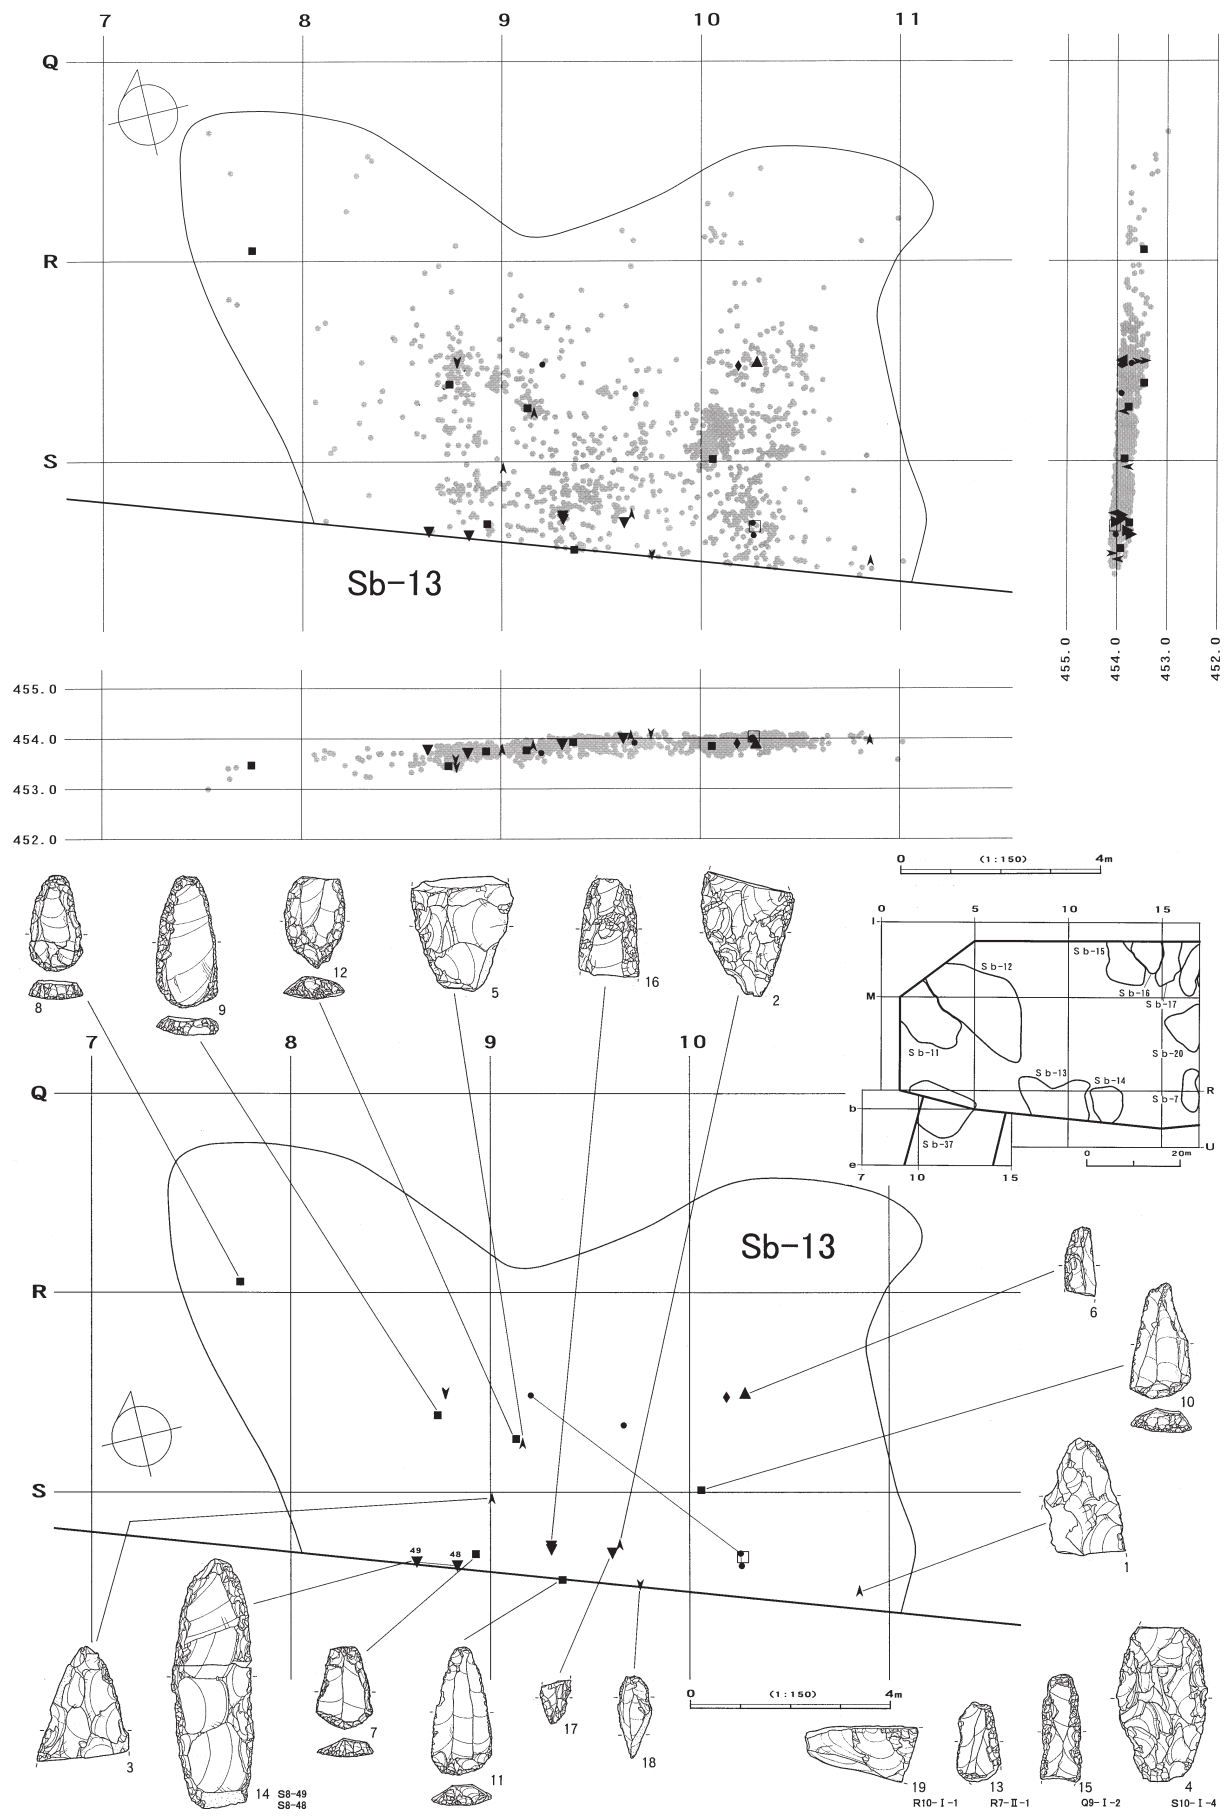 7 8 9 10 11
Q
R
S
Sb-13
455.0 454.0 453.0 452.0
455.0
454.0
453.0
452.0
0 (1:150) 4m
8
9
12
5
16
2
0 5 10 15
I
Sb-15
Sb-12
M
Sb-16
Sb-17
Sb-11
Sb-20
Sb-13
Sb-14
Sb-7
R
b
Sb-37
U
0 20m
e
7 10 15
7 8 9 10
Q
Sb-13
R
6
10
S
49 48
1
0 (1:150) 4m
3
14 S8-49
S8-48
7
11
17
18
19 13 15 4
R10-I-1 R7-II-1 Q9-I-2 S10-I-4